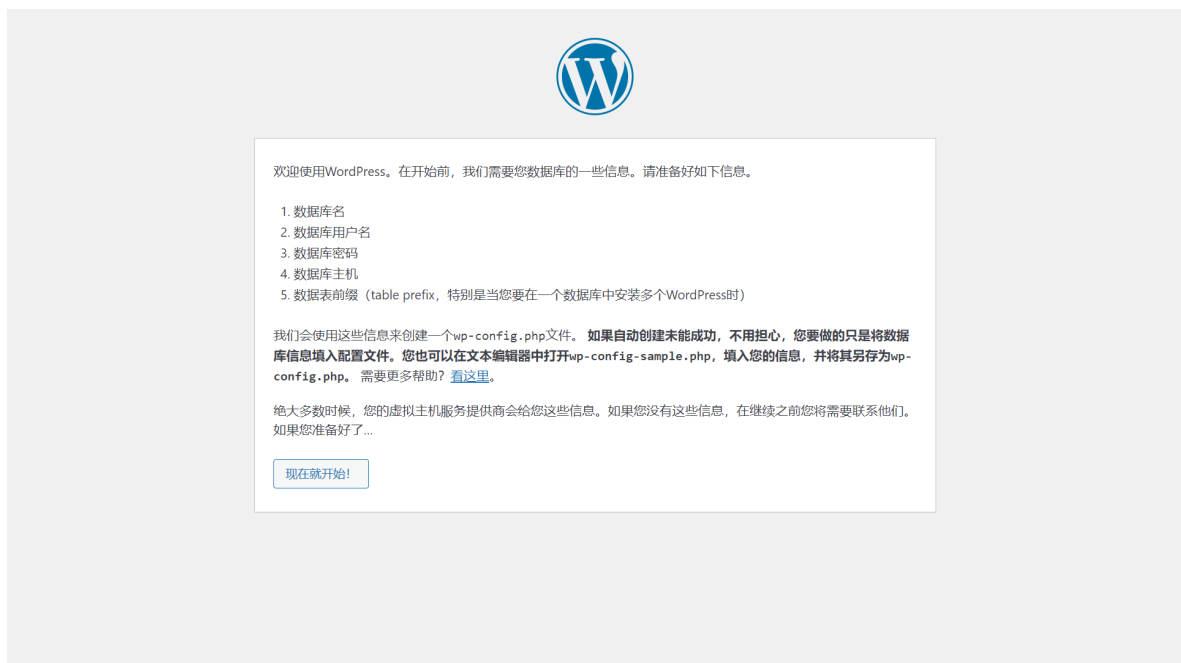 欢迎使用WordPress。在开始前，我们需要您数据库的一些信息。请准备好如下信息。
1. 数据库名
2. 数据库用户名
3. 数据库密码
4. 数据库主机
5. 数据表前缀（table prefix，特别是当您要在一个数据库中安装多个WordPress时）
我们会使用这些信息来创建一个wp-config.php文件。 如果自动创建未能成功，不用担心，您要做的只是将数据
库信息填入配置文件。您也可以在文本编辑器中打开wp-config-sample.php，填入您的信息，并将其另存为wp-
config.php。 需要更多帮助？看这里。
绝大多数时候，您的虚拟主机服务提供商会给您这些信息。如果您没有这些信息，在继续之前您将需要联系他们。
如果您准备好了...
现在就开始！